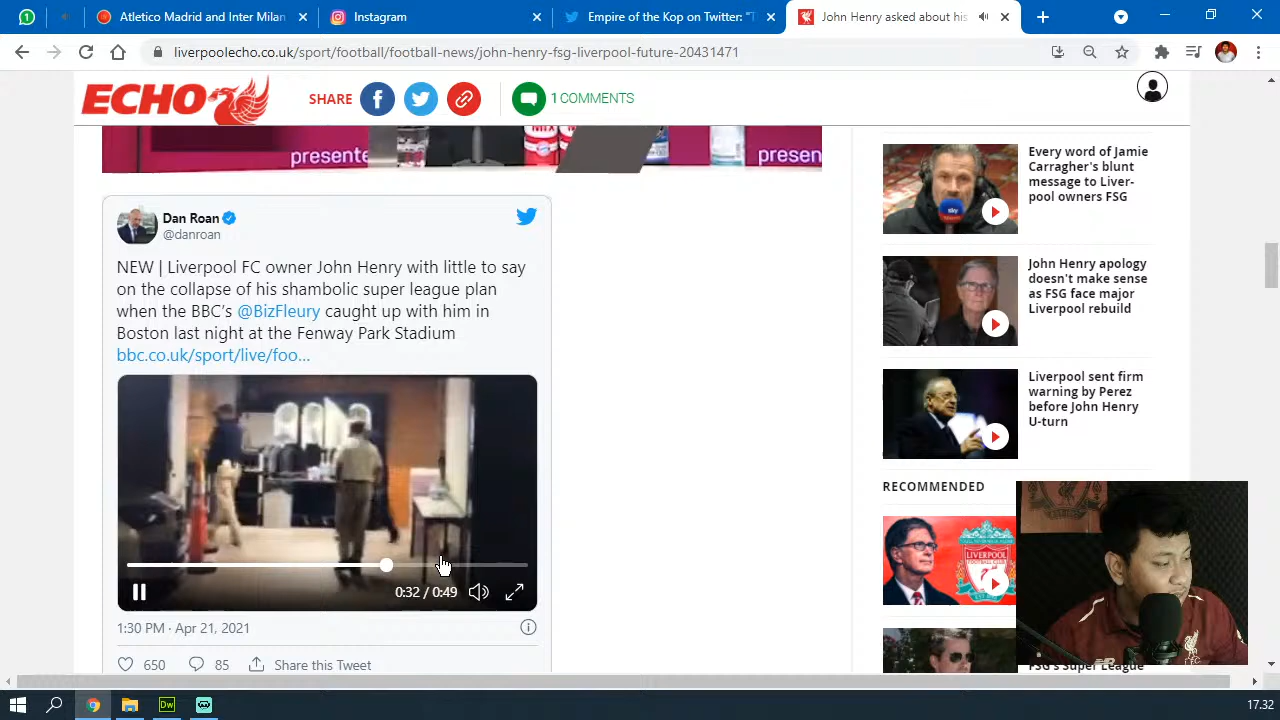 1
Atletico Madrid and Inter Milan
Instagram
Empire of the Kop on Twitter: "
John Henry asked about his
liverpoolecho.co.uk/sport/football/football-news/john-henry-fsg-liverpool-future-20431471
ECHO
SHARE
1 COMMENTS
presente
MIX
presen
Dan Roan
@danroan
NEW | Liverpool FC owner John Henry with little to say
on the collapse of his shambolic super league plan
when the BBC's @BizFleury caught up with him in
Boston last night at the Fenway Park Stadium
bbc.co.uk/sport/live/foo...
0:32 / 0:49
1:30 PM · Apr 21, 2021
650
85
Share this Tweet
sky
Every word of Jamie
Carragher's blunt
message to Liver-
pool owners FSG
John Henry apology
doesn't make sense
as FSG face major
Liverpool rebuild
Liverpool sent firm
warning by Perez
before John Henry
U-turn
RECOMMENDED
LIVERPOOL
FSG's Super League
Dw
17.32